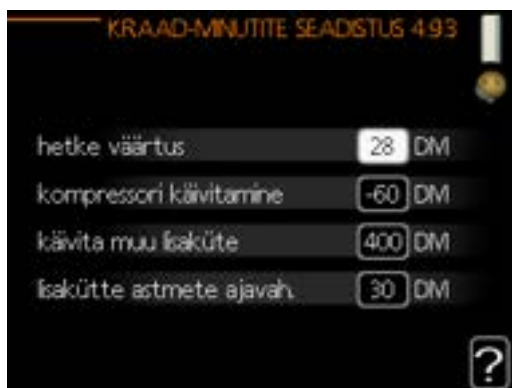 KRAAD-MINUTITE SEADISTUS 4.9.3
hetke väärtus 28 DM
kompressori käivitamine -60 DM
käivita muu lisaküte 400 DM
lisakütte astmete ajavah. 30 DM
?